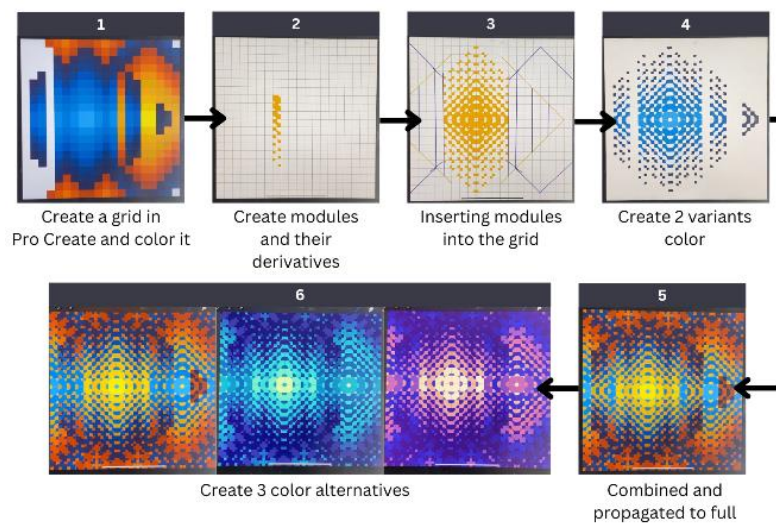 1
2
3
4
Create a grid in
Pro Create and color it
Create modules
and their
derivatives
Inserting modules
into the grid
Create 2 variants
color
6
5
Create 3 color alternatives
Combined and
propagated to full